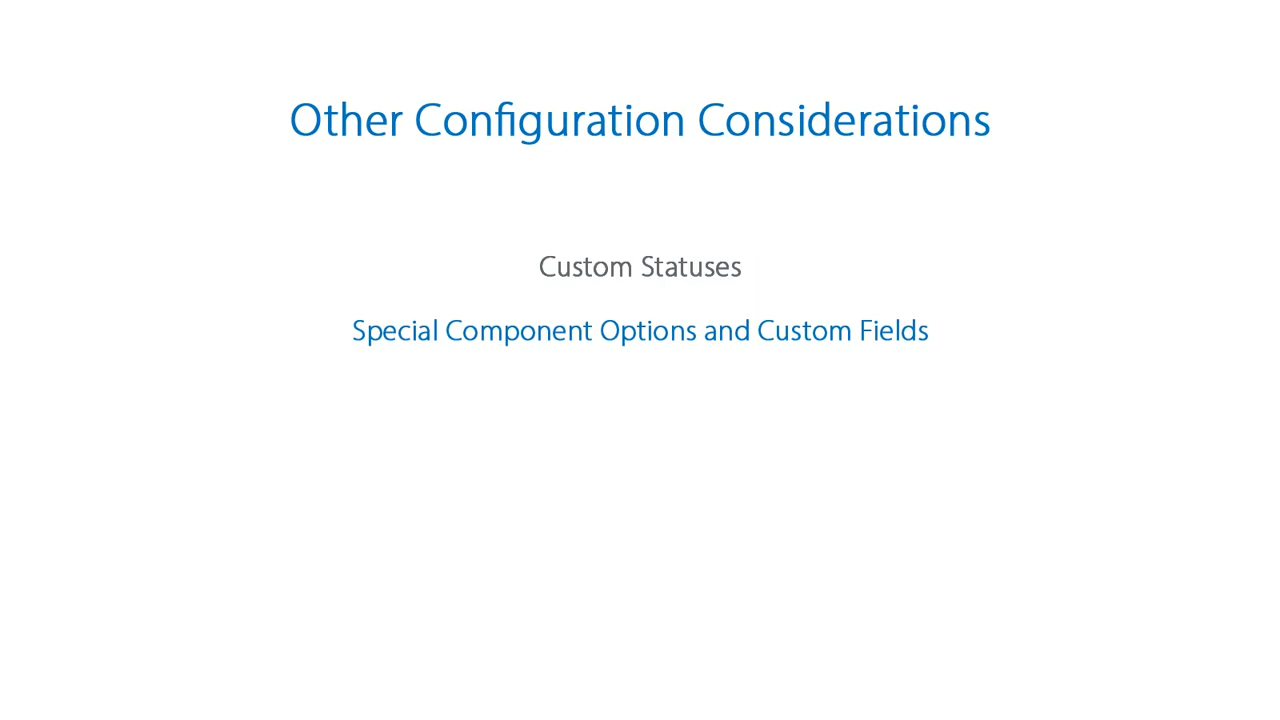 Other Configuration Considerations
Custom Statuses
Special Component Options and Custom Fields